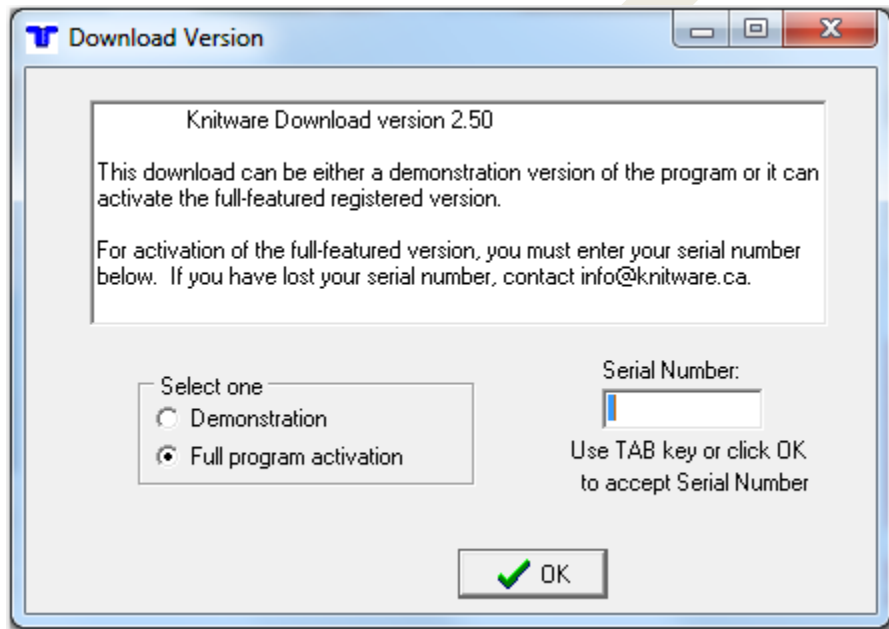 Download Version
Knitware Download version 2.50
This download can be either a demonstration version of the program or it can
activate the full-featured registered version.
For activation of the full-featured version, you must enter your serial number
below.  If you have lost your serial number, contact info@knitware.ca.
Select one
Demonstration
Full program activation
Serial Number:
Use TAB key or click OK
to accept Serial Number
OK